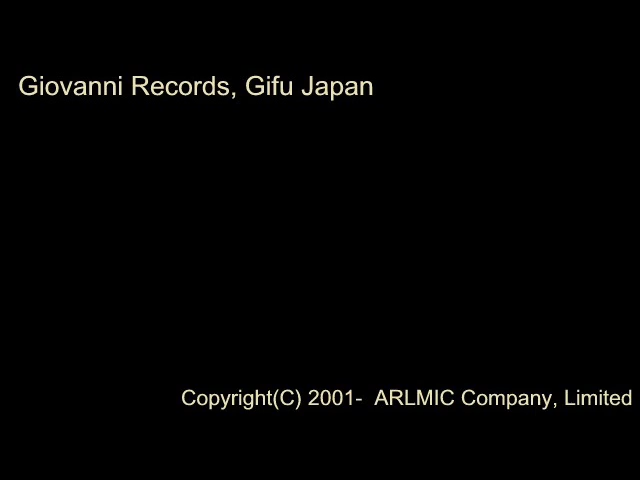 Giovanni Records, Gifu Japan
Copyright(C) 2001-  ARLMIC Company, Limited